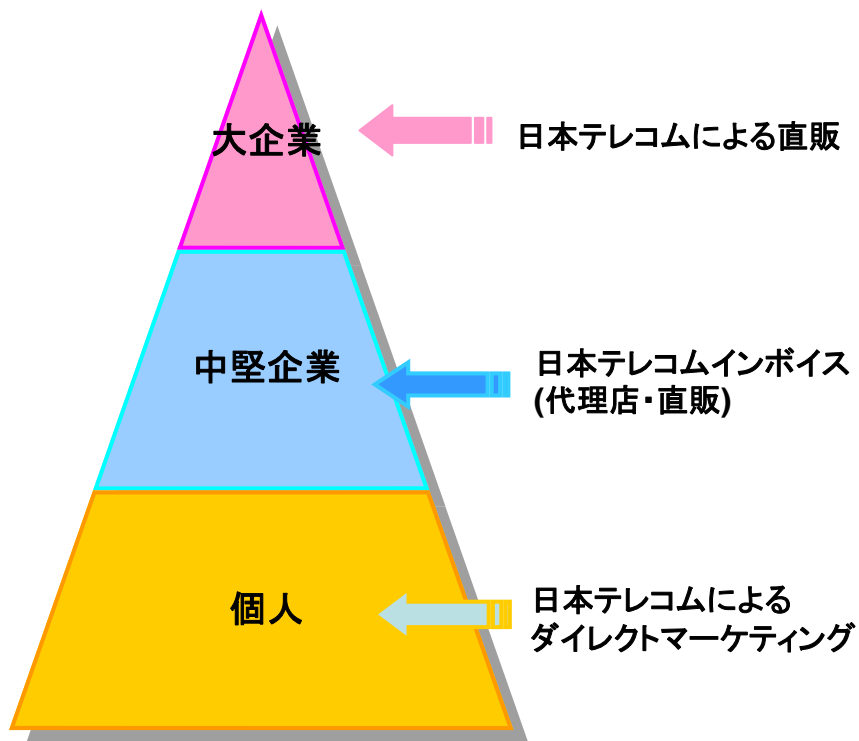 大企業
日本テレコムによる直販
中堅企業
日本テレコムインボイス
(代理店・直販)
個人
日本テレコムによる
ダイレクトマーケティング